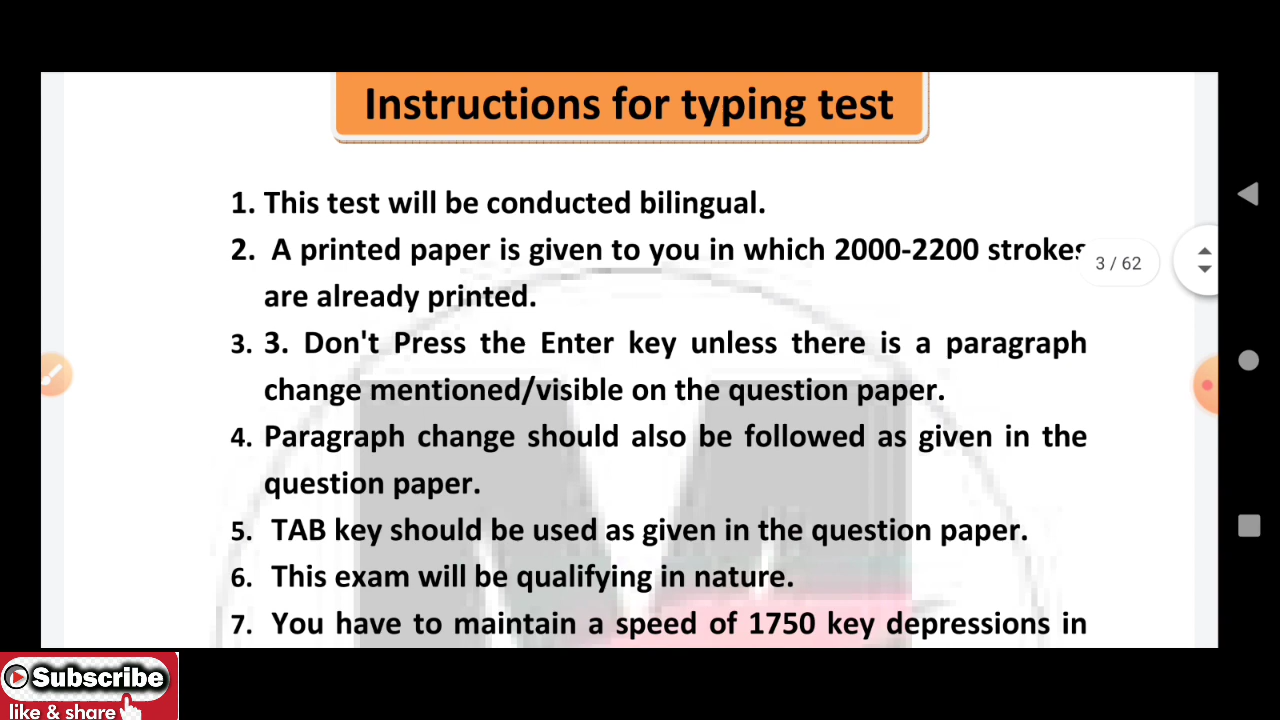 Instructions for typing test
1. This test will be conducted bilingual.
2. A printed paper is given to you in which 2000-2200 strokes
3 / 62
are already printed.
3. 3. Don't Press the Enter key unless there is a paragraph
change mentioned/visible on the question paper.
4. Paragraph change should also be followed as given in the
question paper.
5. TAB key should be used as given in the question paper.
6. This exam will be qualifying in nature.
7. You have to maintain a speed of 1750 key depressions in
Subscribe
like & share